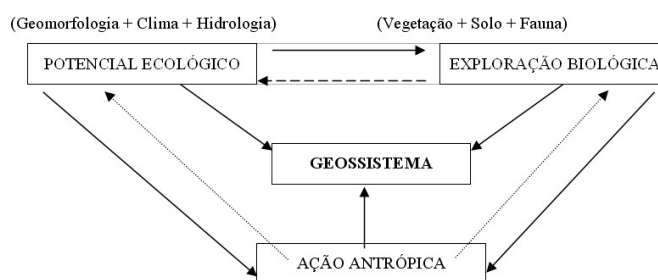 (Geomorfologia + Clima + Hidrologia)
(Vegetação + Solo + Fauna)
POTENCIAL ECOLÓGICO
EXPLORAÇÃO BIOLÓGICA
GEOSSISTEMA
AÇÃO ANTRÓPICA